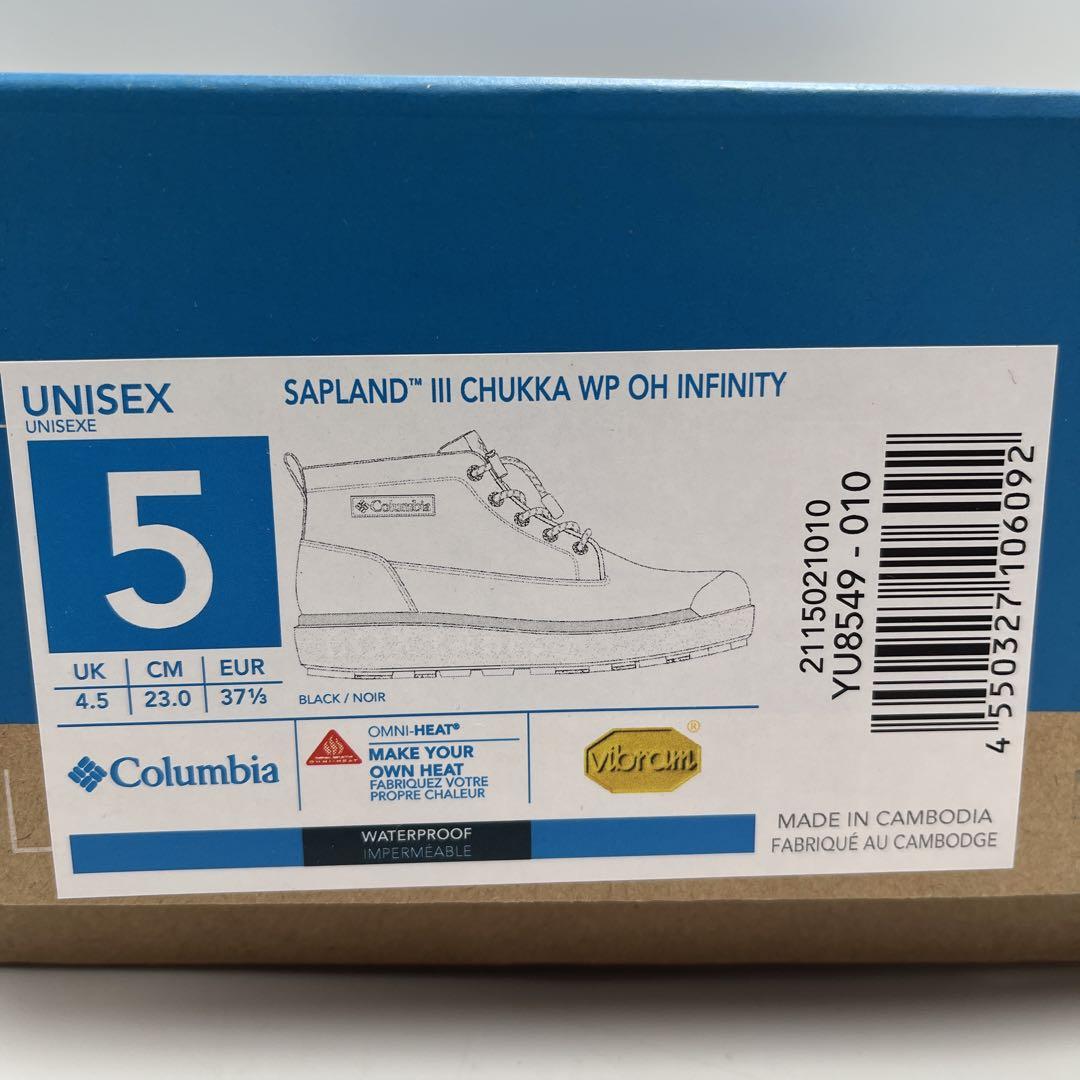 UNISEX
UNISEXE
SAPLAND™ III CHUKKA WP OH INFINITY
5
UK CM EUR
4.5 23.0 37⅓
Columbia
BLACK / NOIR
2115021010
YU8549 - 010
4 550327 106092
Columbia
OMNI-HEAT®
MAKE YOUR
OWN HEAT
FABRIQUEZ VOTRE
PROPRE CHALEUR
OMNI-HEAT
vibram®
WATERPROOF
IMPERMÉABLE
MADE IN CAMBODIA
FABRIQUÉ AU CAMBODGE